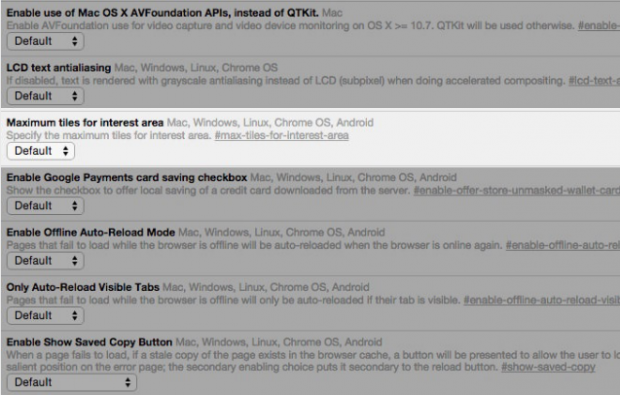 Enable use of Mac OS X AVFoundation APIs, instead of QTKit. Mac
Enable AVFoundation use for video capture and video device monitoring on OS X >= 10.7. QTKit will be used otherwise. #enable-
Default
LCD text antialiasing Mac, Windows, Linux, Chrome OS
If disabled, text is rendered with grayscale antialiasing instead of LCD (subpixel) when doing accelerated compositing. #lcd-text-a
Default
Maximum tiles for interest area Mac, Windows, Linux, Chrome OS, Android
Specify the maximum tiles for interest area. #max-tiles-for-interest-area
Default
Enable Google Payments card saving checkbox Mac, Windows, Linux, Chrome OS, Android
Show the checkbox to offer local saving of a credit card downloaded from the server. #enable-offer-store-unmasked-wallet-card
Default
Enable Offline Auto-Reload Mode Mac, Windows, Linux, Chrome OS, Android
Pages that fail to load while the browser is offline will be auto-reloaded when the browser is online again. #enable-offline-auto-rel
Default
Only Auto-Reload Visible Tabs Mac, Windows, Linux, Chrome OS, Android
Pages that fail to load while the browser is offline will only be auto-reloaded if their tab is visible. #enable-offline-auto-reload-visib
Default
Enable Show Saved Copy Button Mac, Windows, Linux, Chrome OS, Android
When a page fails to load, if a stale copy of the page exists in the browser cache, a button will be presented to allow the user to lo
salient position on the error page; the secondary enabling choice puts it secondary to the reload button. #show-saved-copy
Default